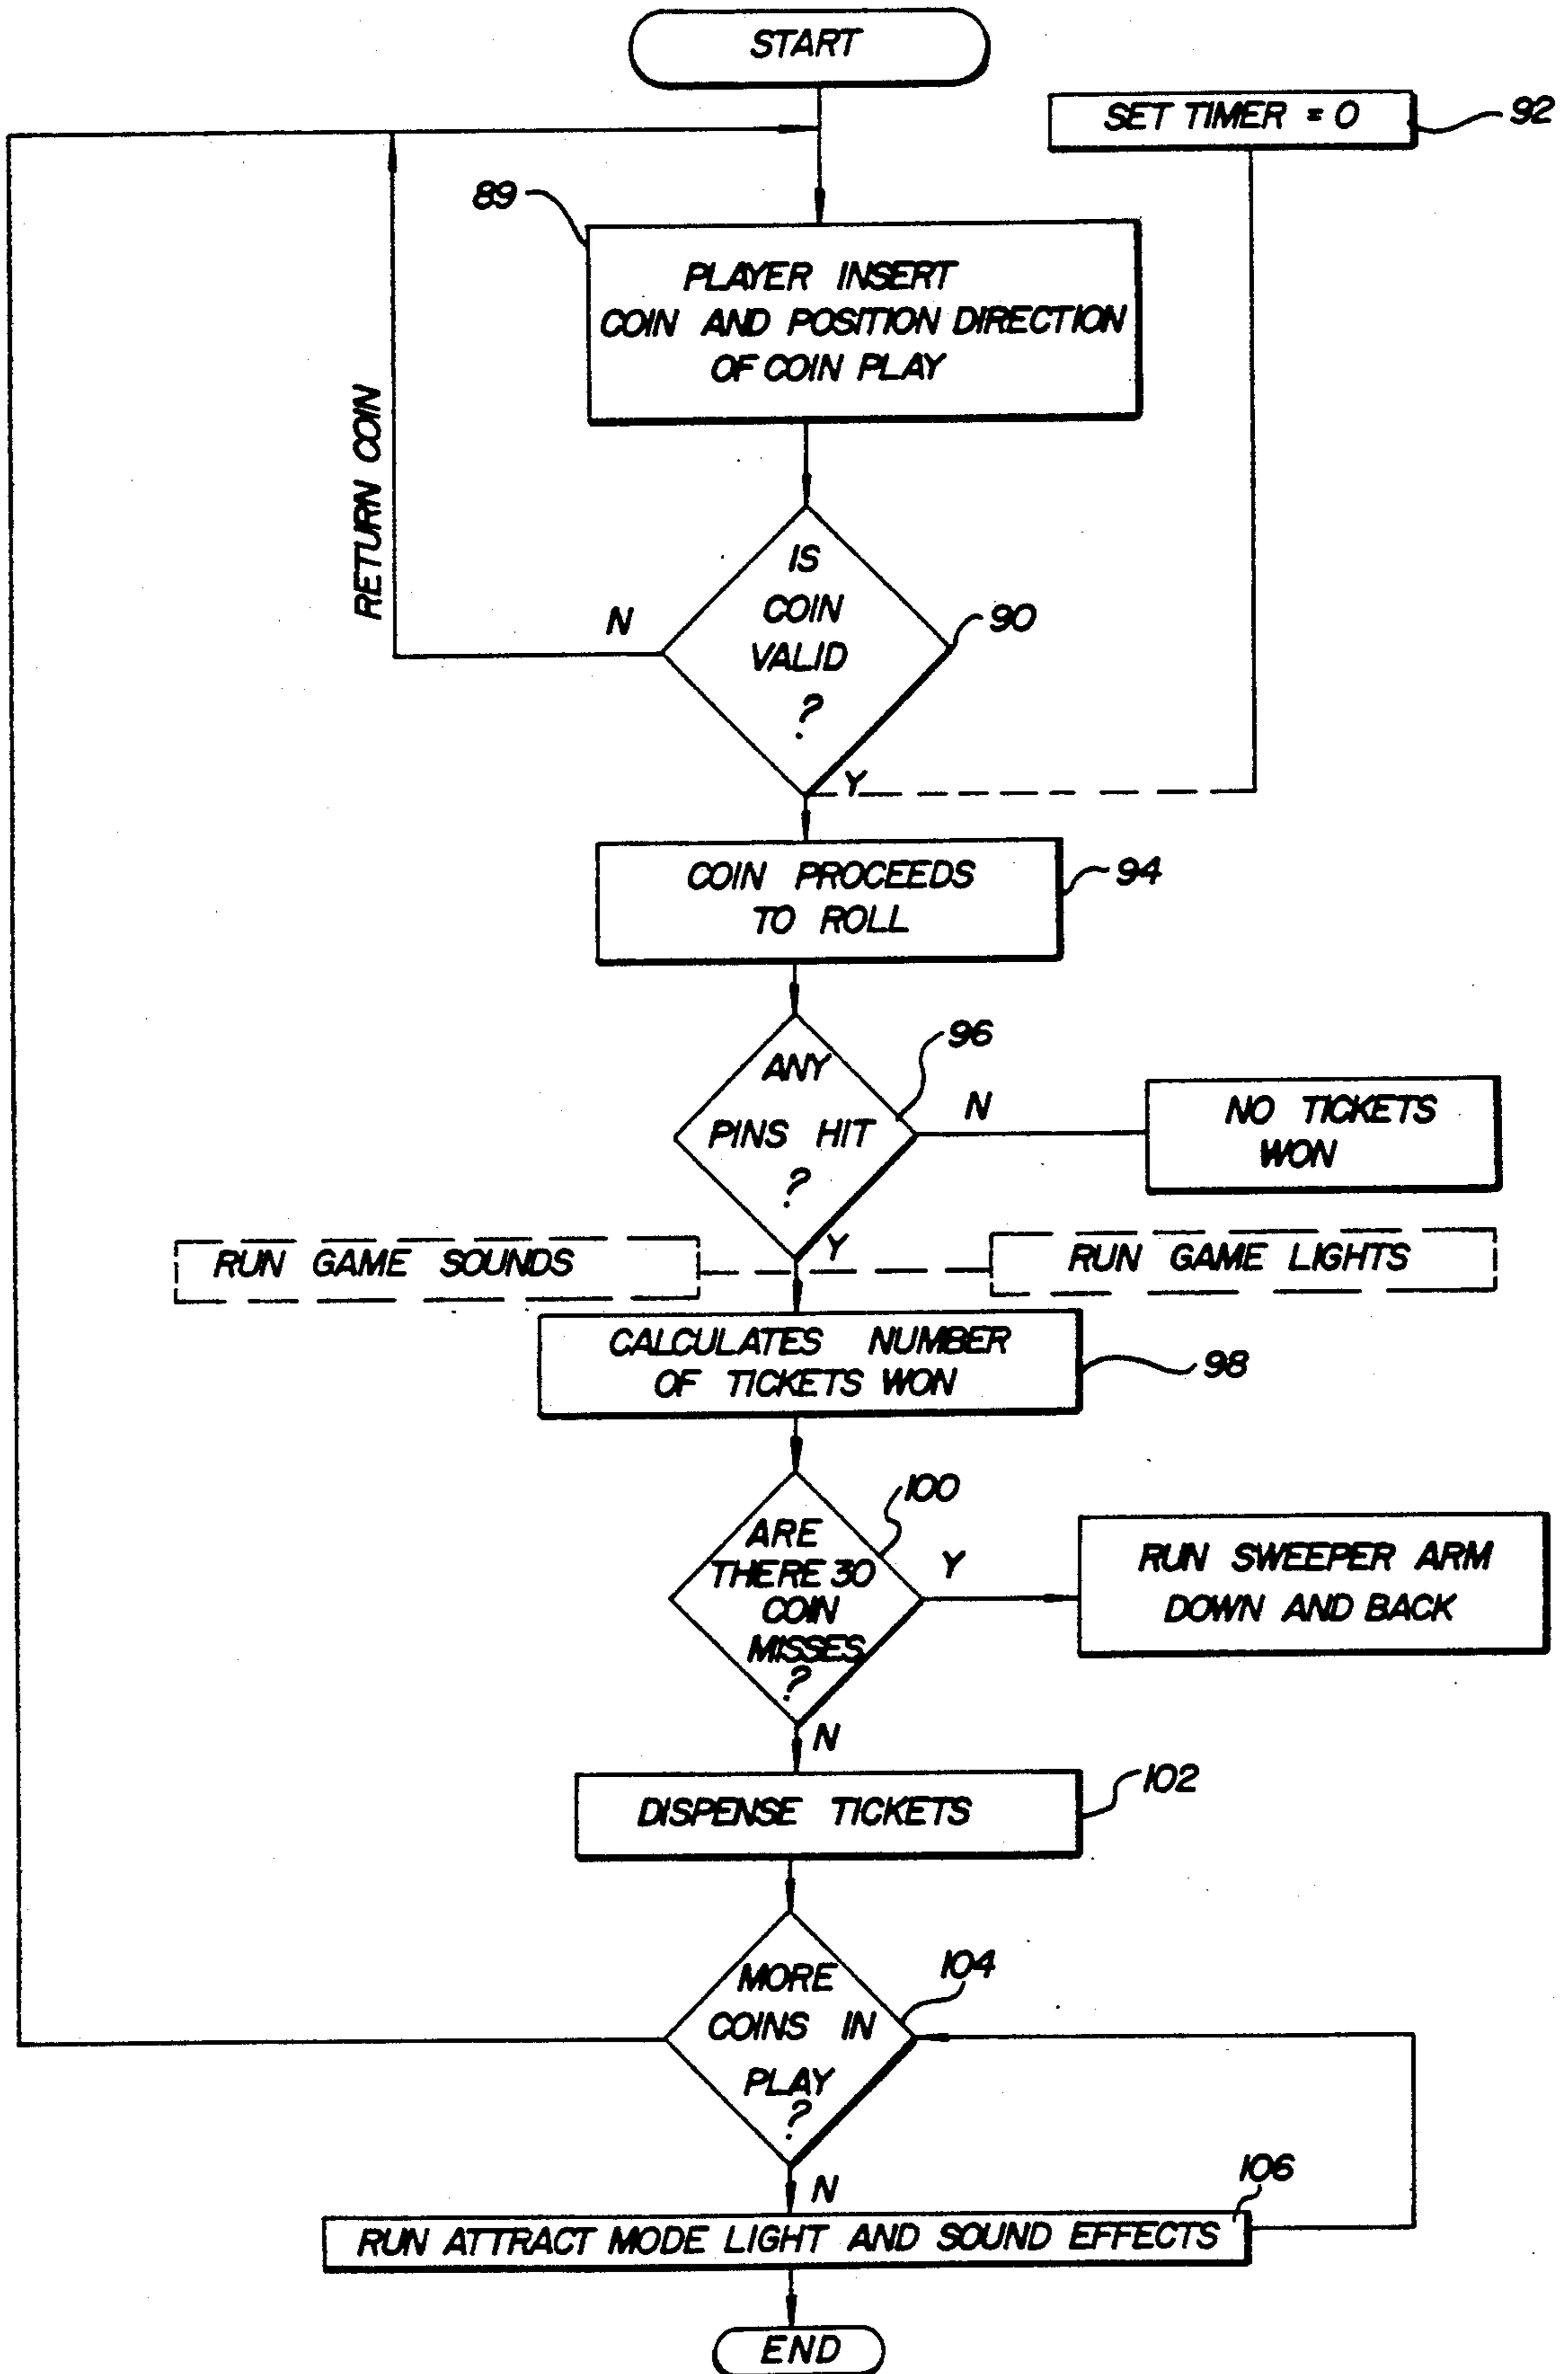 START
SET TIMER = 0
92
89
PLAYER INSERT
COIN AND POSITION DIRECTION
OF COIN PLAY
RETURN COIN
IS
COIN
VALID
?
N
90
Y
COIN PROCEEDS
TO ROLL
94
ANY
PINS HIT
?
96
N
NO TICKETS
WON
Y
RUN GAME SOUNDS
RUN GAME LIGHTS
CALCULATES NUMBER
OF TICKETS WON
98
ARE
THERE 30
COIN
MISSES
?
100
Y
RUN SWEEPER ARM
DOWN AND BACK
N
DISPENSE TICKETS
102
MORE
COINS IN
PLAY
?
104
N
106
RUN ATTRACT MODE LIGHT AND SOUND EFFECTS
END